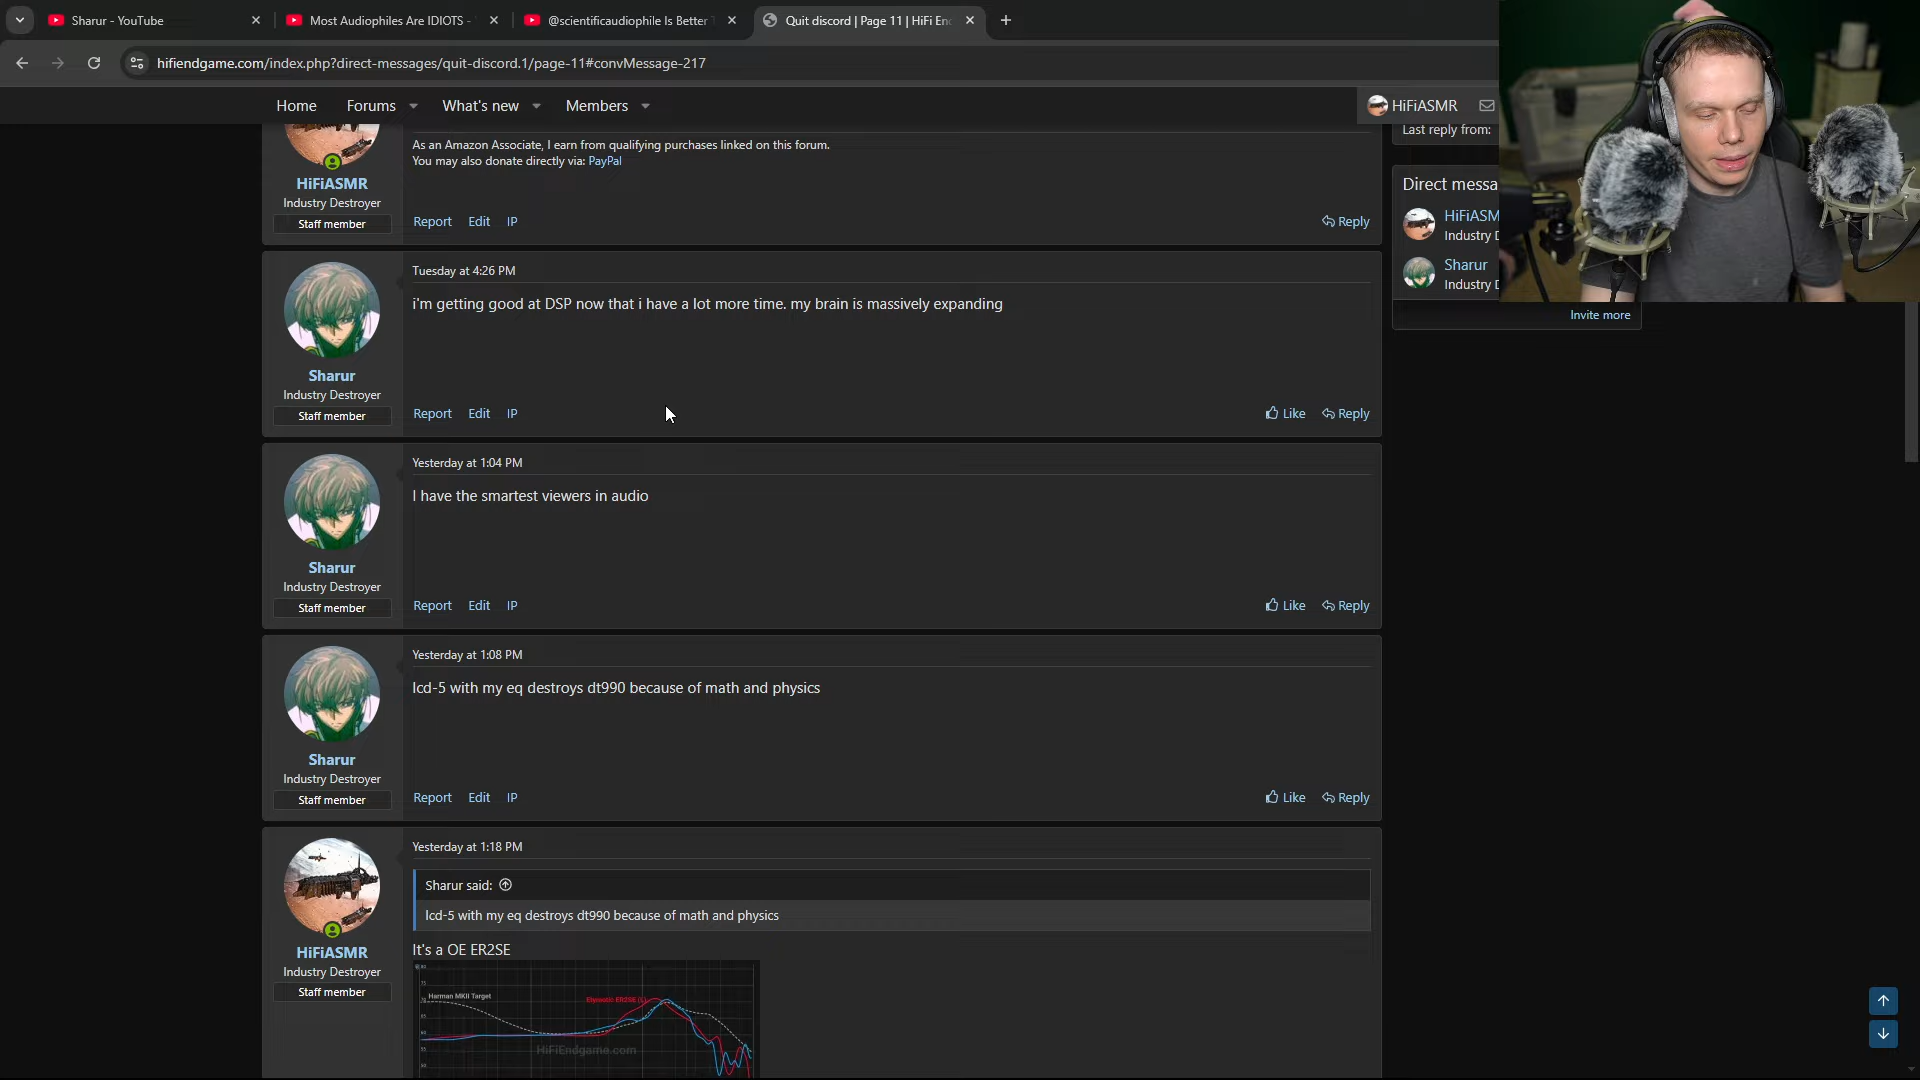 Sharur - YouTube
Most Audiophiles Are IDIOTS -
@scientificaudiophile Is Better
Quit discord | Page 11 | HiFi En
hifiendgame.com/index.php?direct-messages/quit-discord.1/page-11#convMessage-217
Home
Forums
What's new
Members
HiFiASMR
Last reply from:
As an Amazon Associate, I earn from qualifying purchases linked on this forum.
You may also donate directly via: PayPal
HiFiASMR
Industry Destroyer
Staff member
Report Edit IP
Reply
Direct messa
HiFiASM
Industry D
Sharur
Industry D
Invite more
Tuesday at 4:26 PM
i'm getting good at DSP now that i have a lot more time. my brain is massively expanding
Sharur
Industry Destroyer
Staff member
Report Edit IP
Like Reply
Yesterday at 1:04 PM
I have the smartest viewers in audio
Sharur
Industry Destroyer
Staff member
Report Edit IP
Like Reply
Yesterday at 1:08 PM
lcd-5 with my eq destroys dt990 because of math and physics
Sharur
Industry Destroyer
Staff member
Report Edit IP
Like Reply
Yesterday at 1:18 PM
Sharur said:
lcd-5 with my eq destroys dt990 because of math and physics
It's a OE ER2SE
HiFiASMR
Industry Destroyer
Staff member
Harman MKII Target
Etymotic ER2SE (L)
HiFiEndgame.com